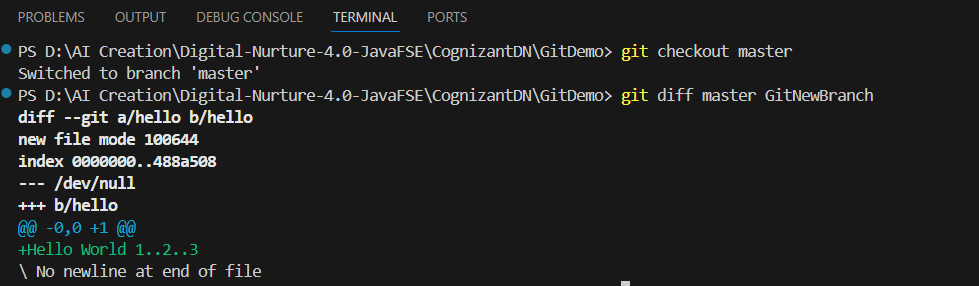 PROBLEMS OUTPUT DEBUG CONSOLE TERMINAL PORTS
PS D:\AI Creation\Digital-Nurture-4.0-JavaFSE\CognizantDN\GitDemo> git checkout master
Switched to branch 'master'
PS D:\AI Creation\Digital-Nurture-4.0-JavaFSE\CognizantDN\GitDemo> git diff master GitNewBranch
diff --git a/hello b/hello
new file mode 100644
index 0000000..488a508
--- /dev/null
+++ b/hello
@@ -0,0 +1 @@
+Hello World 1..2..3
\ No newline at end of file